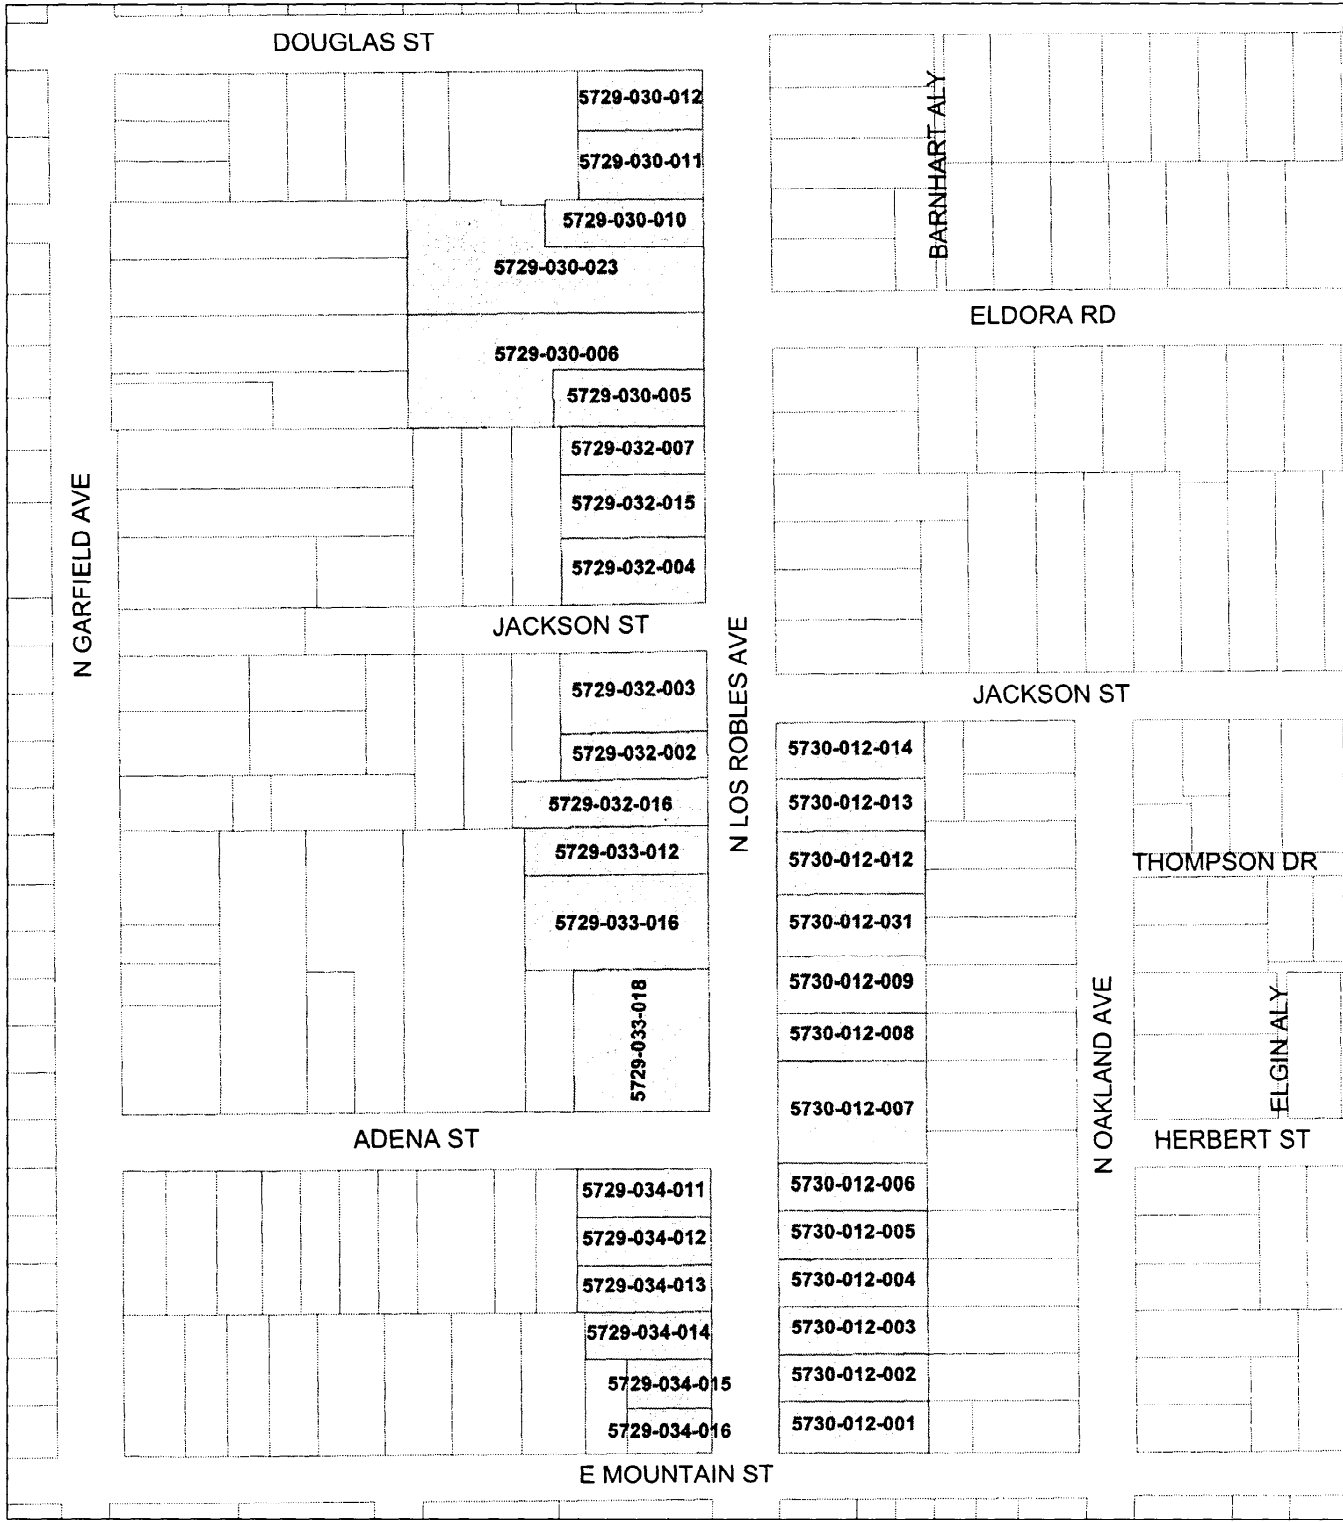 DOUGLAS ST
5729-030-012
5729-030-011
5729-030-010
5729-030-023
5729-030-006
5729-030-005
5729-032-007
5729-032-015
5729-032-004
N GARFIELD AVE
JACKSON ST
5729-032-003
5729-032-002
5729-032-016
5729-033-012
5729-033-016
5729-033-018
ADENA ST
5729-034-011
5729-034-012
5729-034-013
5729-034-014
5729-034-015
5729-034-016
E MOUNTAIN ST
N LOS ROBLES AVE
BARNHART ALY
ELDORA RD
JACKSON ST
5730-012-014
5730-012-013
5730-012-012
5730-012-031
5730-012-009
5730-012-008
5730-012-007
5730-012-006
5730-012-005
5730-012-004
5730-012-003
5730-012-002
5730-012-001
N OAKLAND AVE
THOMPSON DR
ELGIN ALY
HERBERT ST